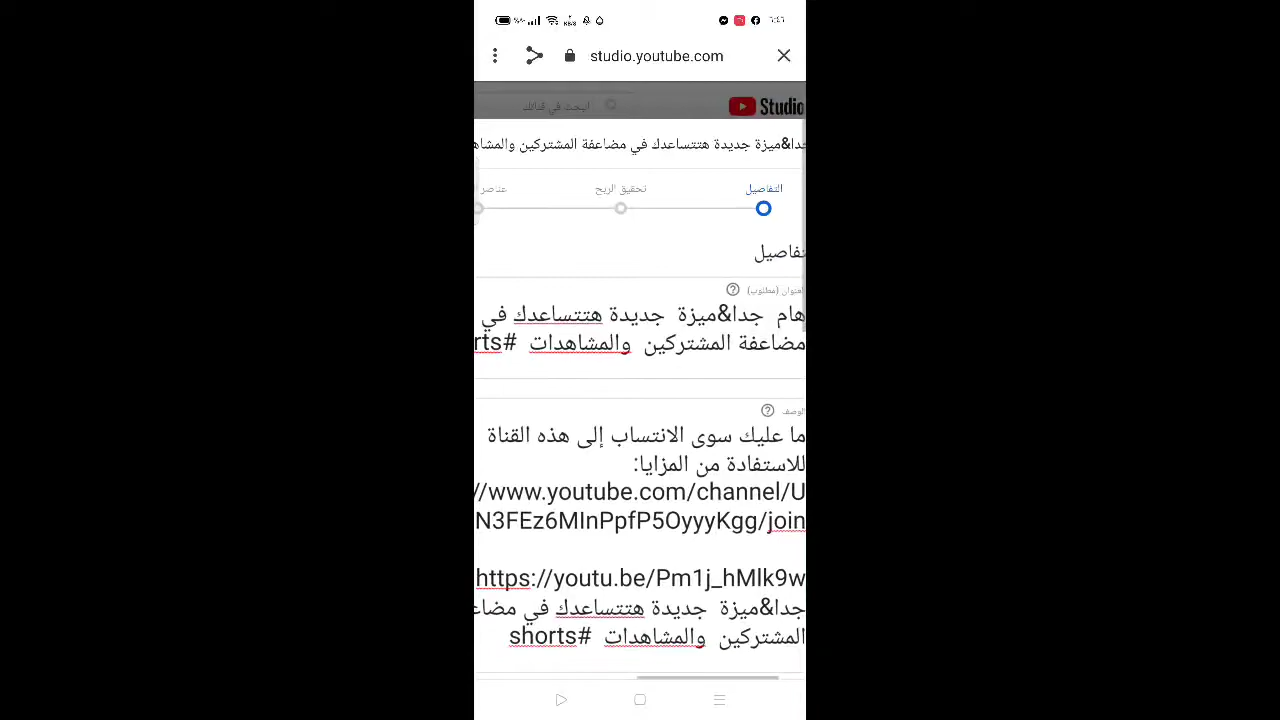 studio.youtube.com
Studio
ابحث في قناتك
جدا&ميزة جديدة هتتساعدك في مضاعفة المشتركين والمشاه
التفاصيل
تحقيق الربح
عناصر ا
تفاصيل
العنوان (مطلوب)
هام جدا&ميزة جديدة هتتساعدك في
مضاعفة المشتركين والمشاهدات #rts
الوصف
ما عليك سوى الانتساب إلى هذه القناة
للاستفادة من المزايا:
//www.youtube.com/channel/U
N3FEz6MInPpfP5OyyyKgg/join
https://youtu.be/Pm1j_hMlk9w
جدا&ميزة جديدة هتتساعدك في مضاع
المشتركين والمشاهدات #shorts